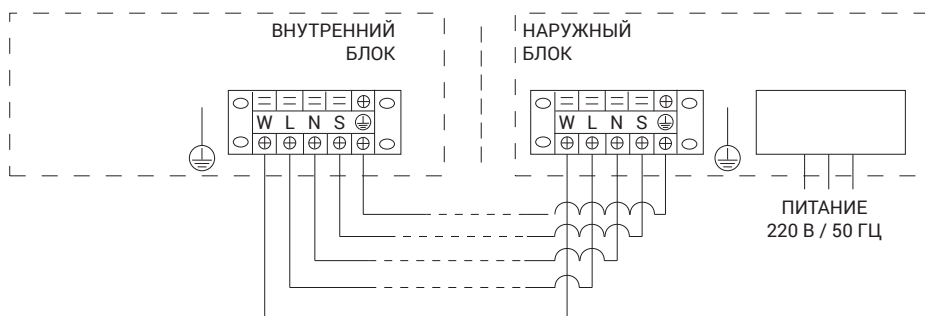 ВНУТРЕННИЙ
БЛОК
НАРУЖНЫЙ
БЛОК
W L N S
W L N S
ПИТАНИЕ
220 В / 50 ГЦ